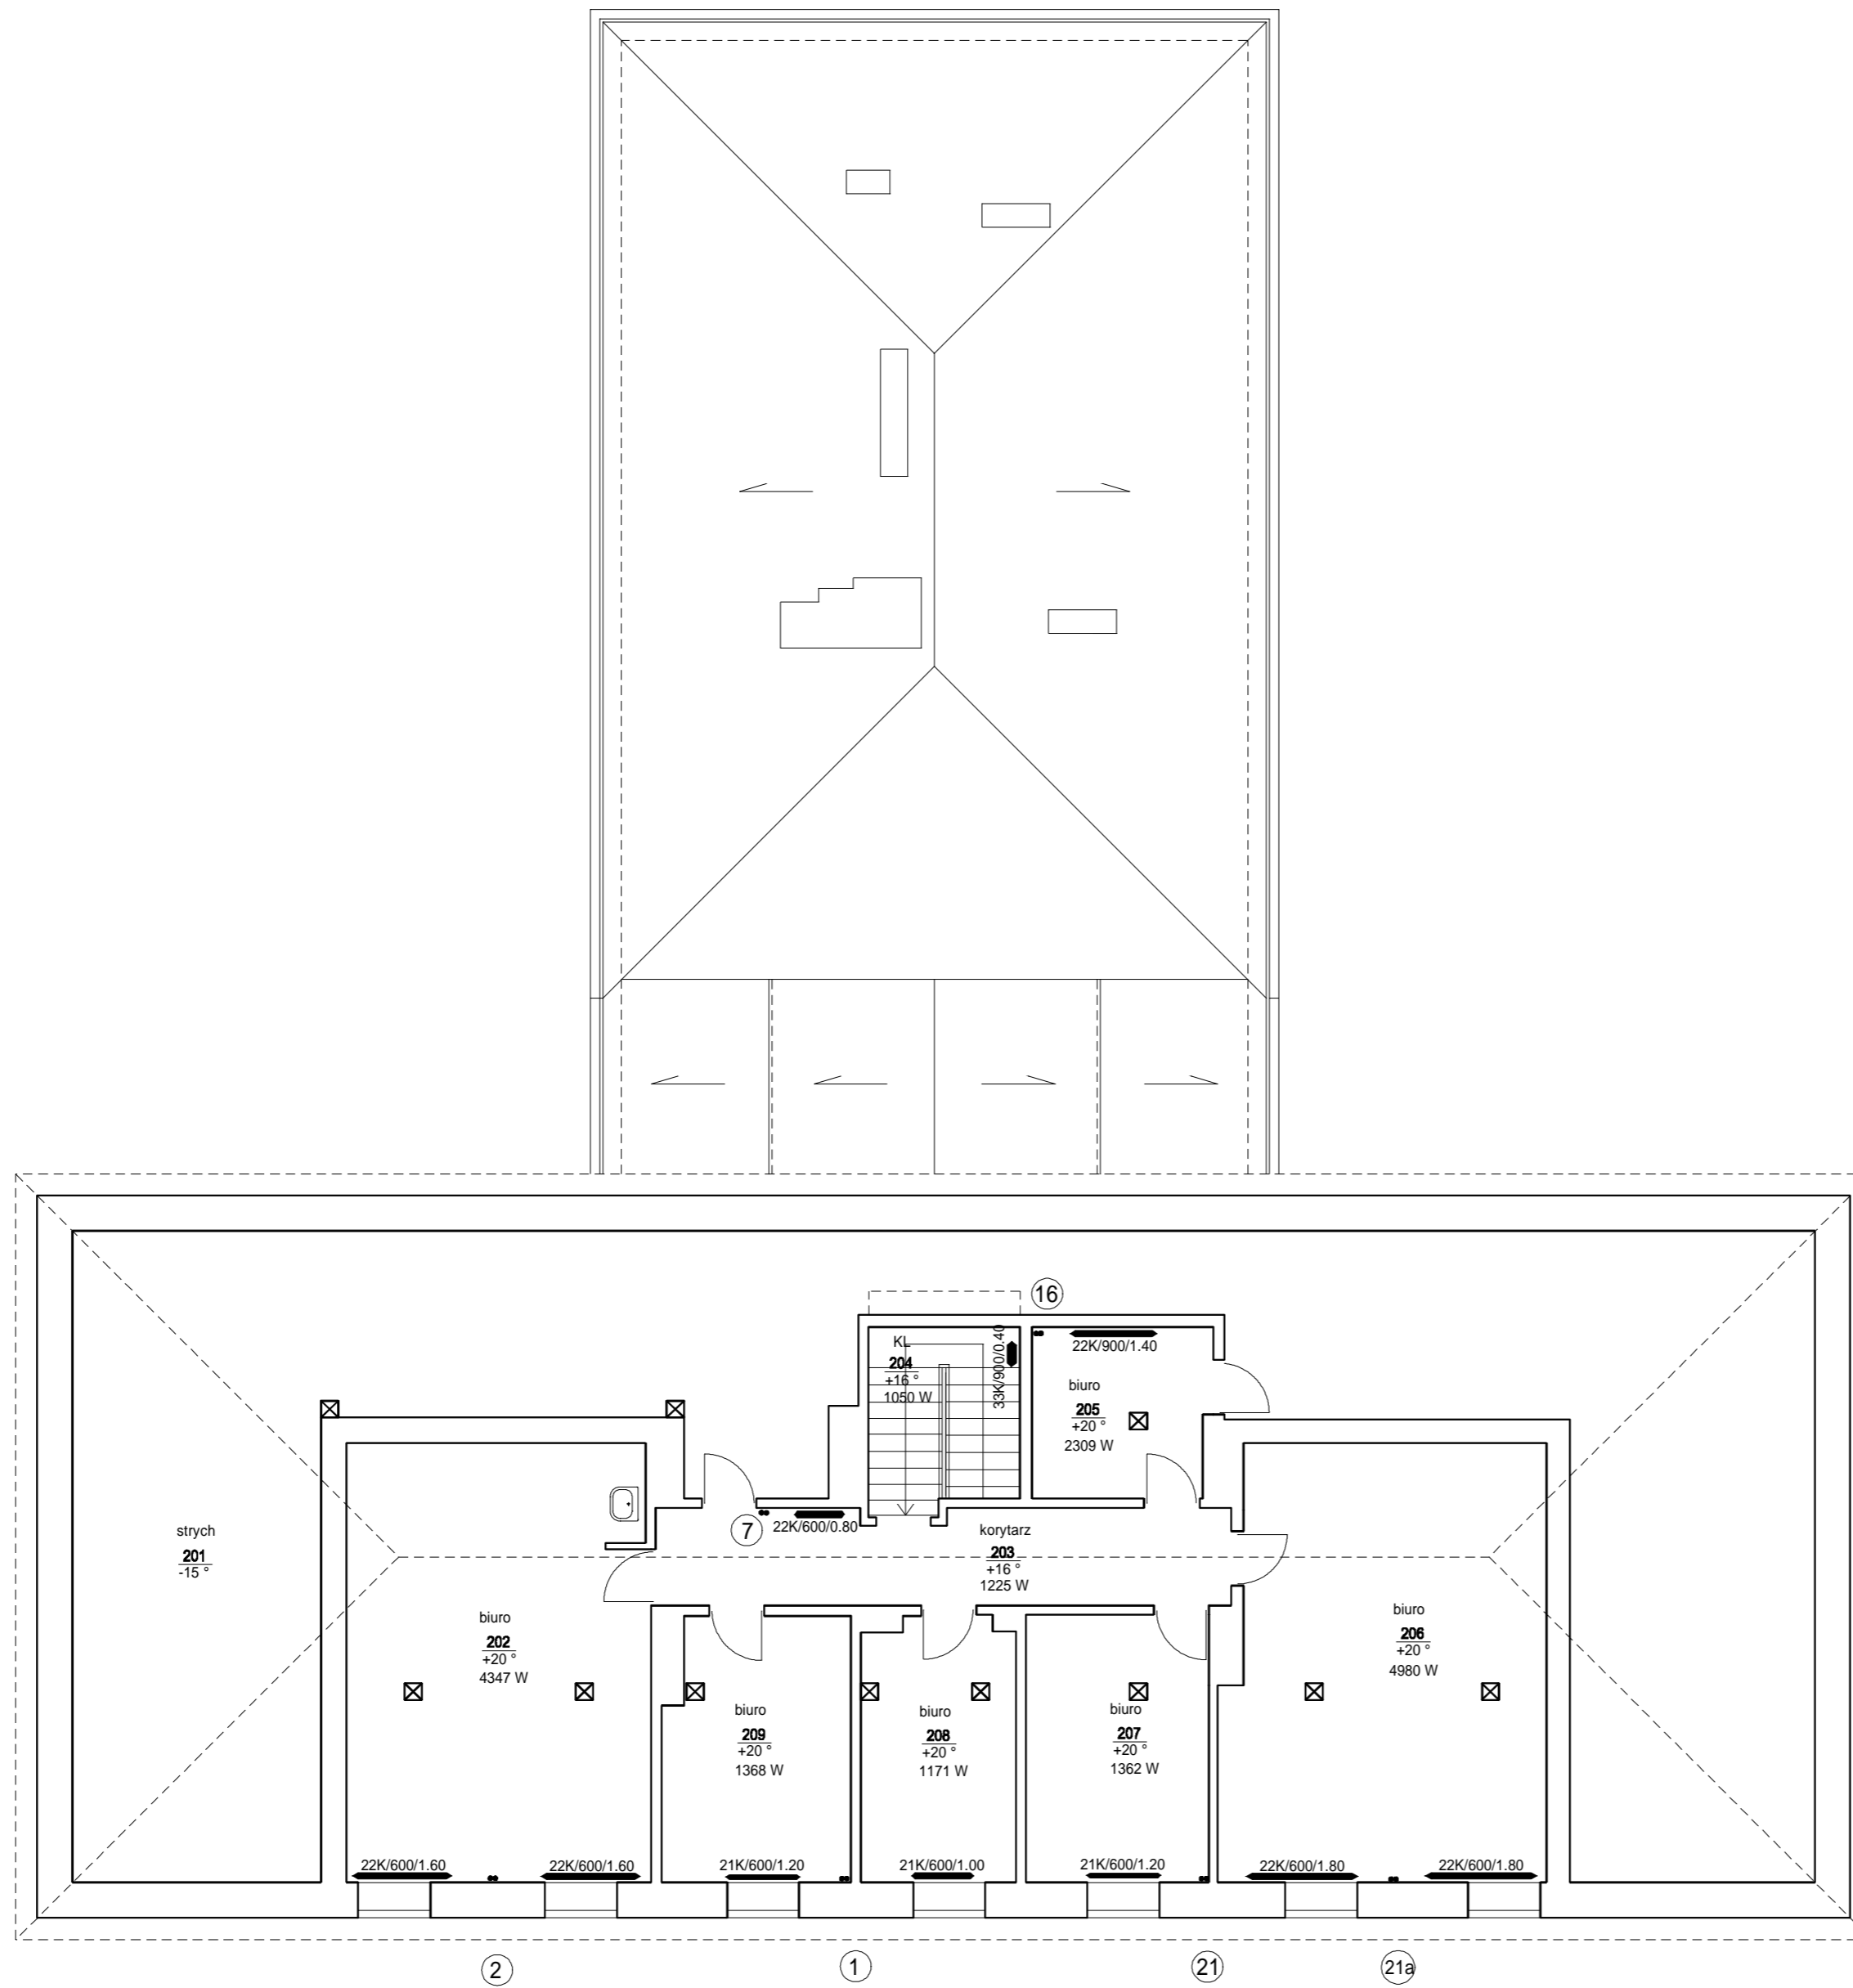 16
KL
204
+16 °
1050 W
33K/900/0.40
22K/900/1.40
biuro
205
+20 °
2309 W
7
22K/600/0.80
korytarz
203
+16 °
1225 W
strych
201
-15 °
biuro
202
+20 °
4347 W
biuro
206
+20 °
4980 W
biuro
209
+20 °
1368 W
biuro
208
+20 °
1171 W
biuro
207
+20 °
1362 W
22K/600/1.60
22K/600/1.60
21K/600/1.20
21K/600/1.00
21K/600/1.20
22K/600/1.80
22K/600/1.80
2
1
21
21a